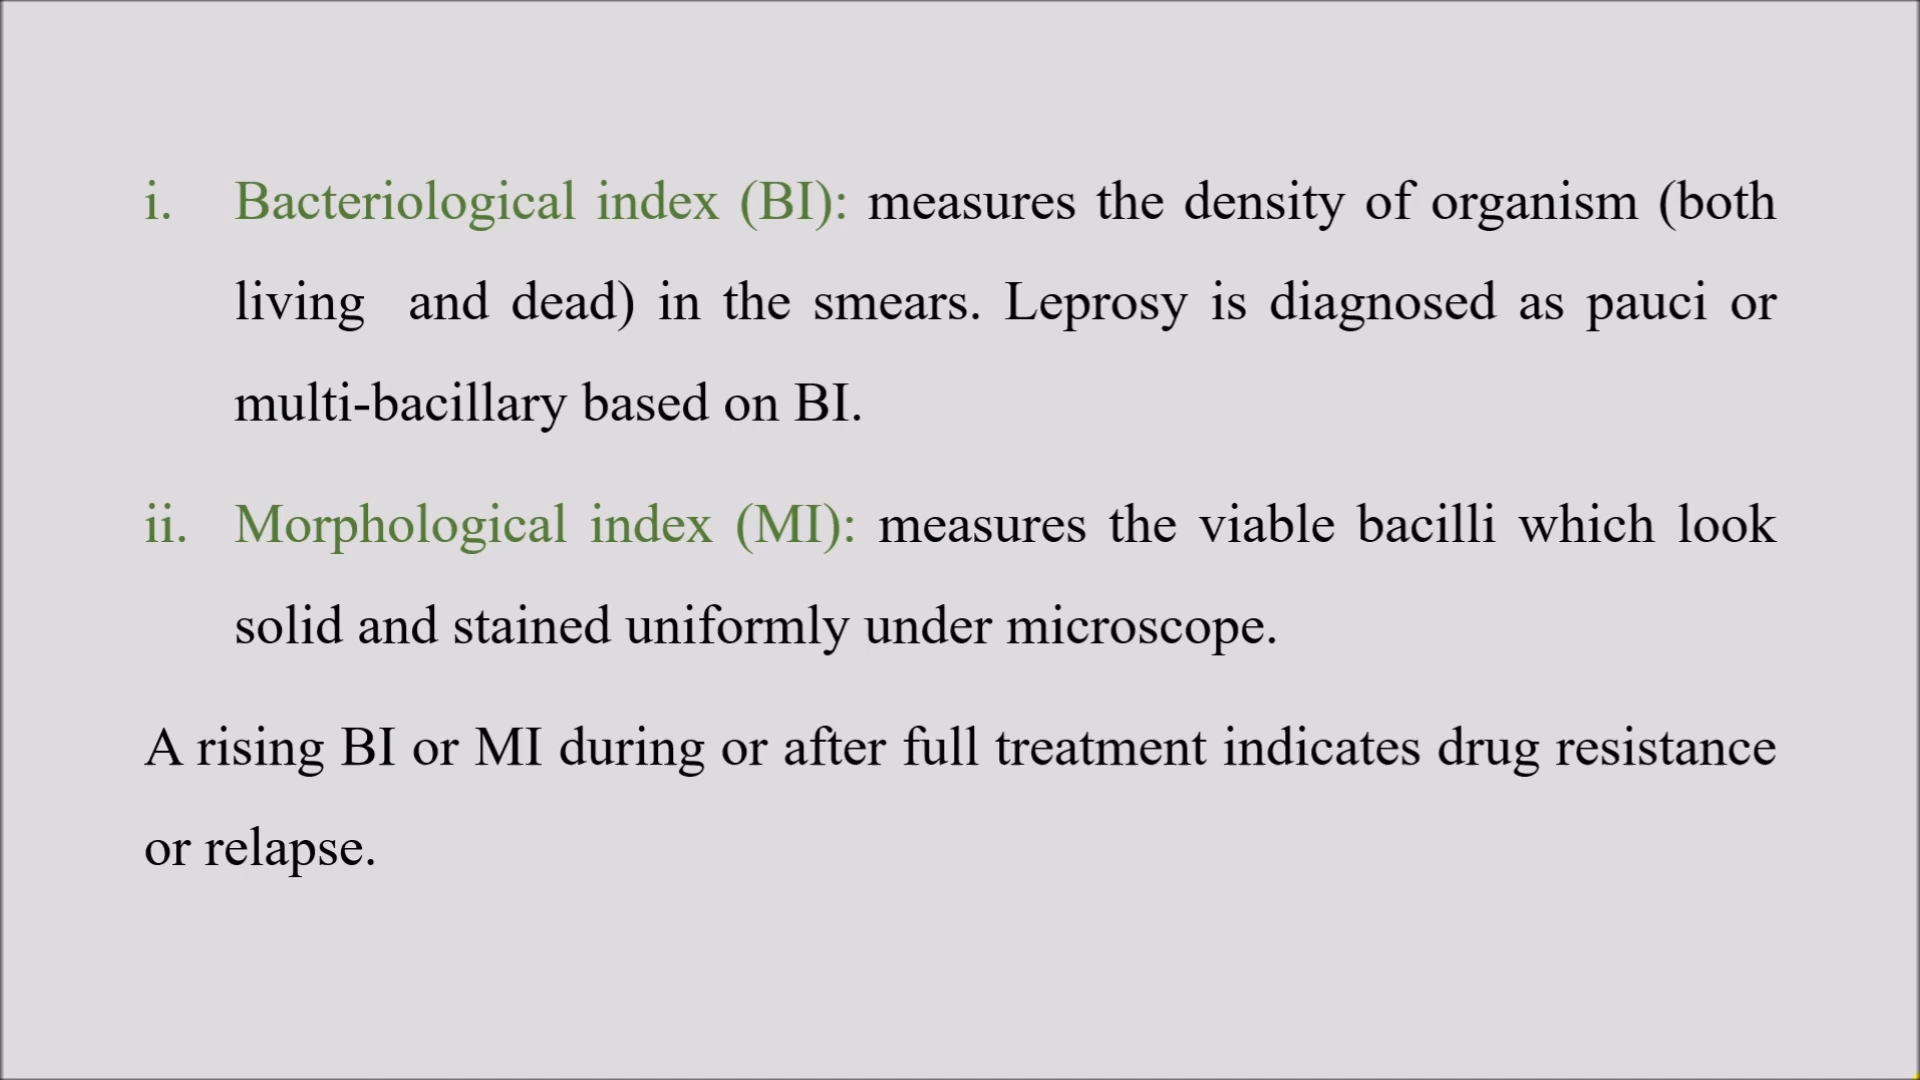 i. Bacteriological index (BI): measures the density of organism (both
living and dead) in the smears. Leprosy is diagnosed as pauci or
multi-bacillary based on BI.
ii. Morphological index (MI): measures the viable bacilli which look
solid and stained uniformly under microscope.
A rising BI or MI during or after full treatment indicates drug resistance
or relapse.